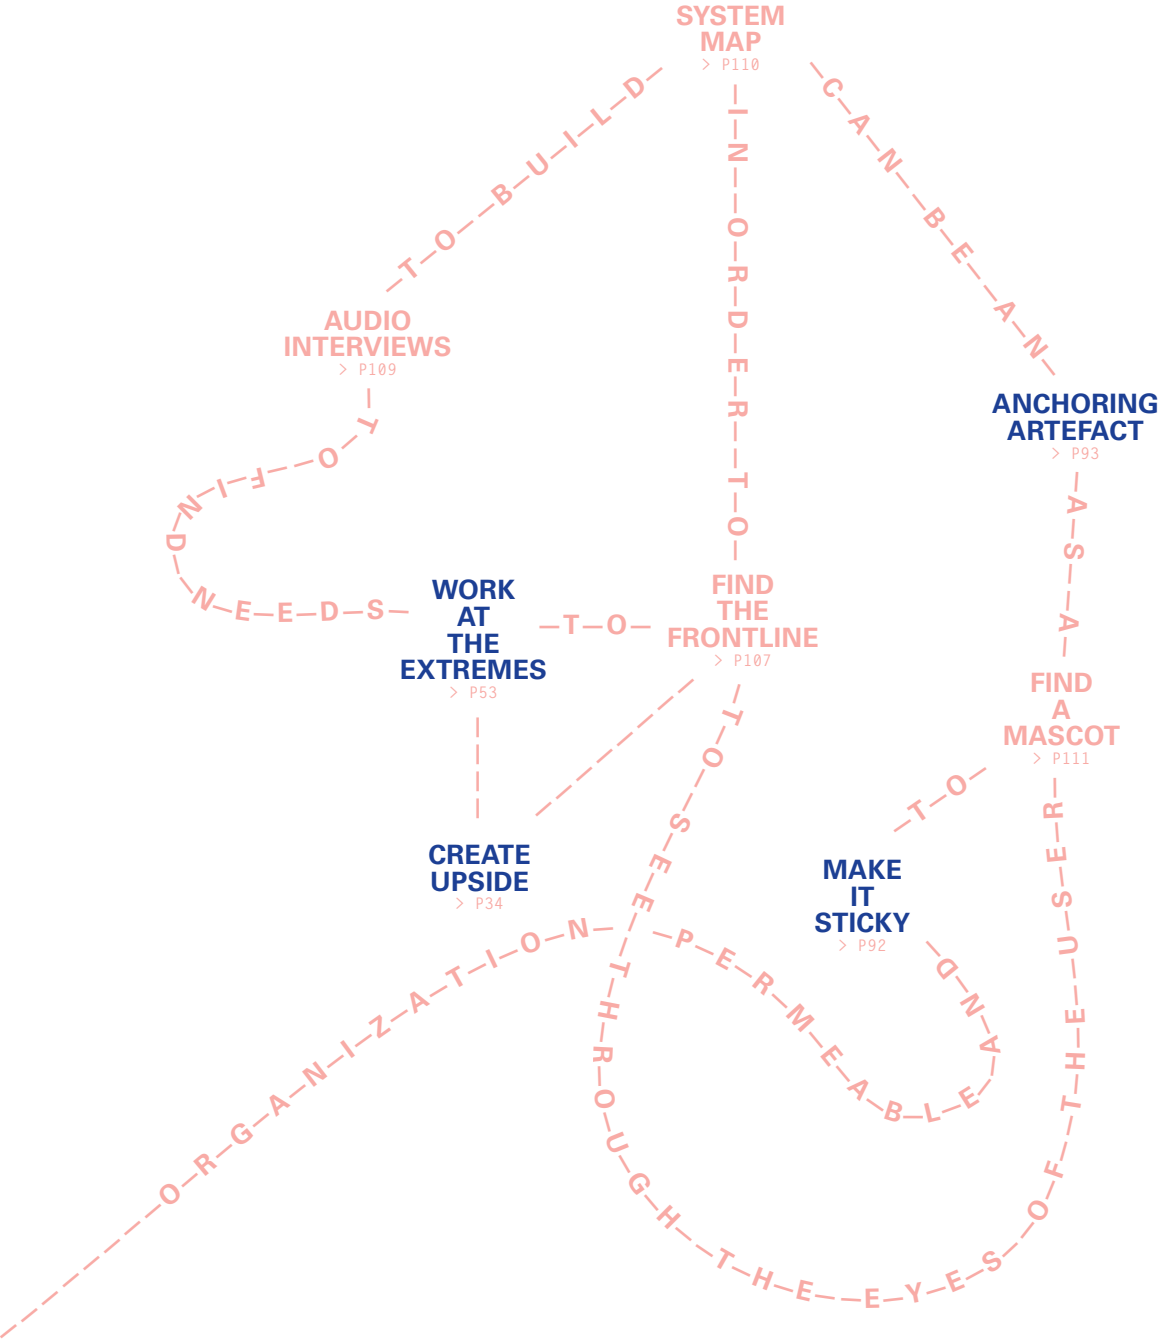 SYSTEM
MAP
> P110
TO BUILD
IN ORDER TO
CAN BE AN
AUDIO
INTERVIEWS
> P109
ANCHORING
ARTEFACT
> P93
TO FIND NEEDS
AS A
WORK
AT
THE
EXTREMES
> P53
TO
FIND
THE
FRONTLINE
> P107
FIND
A
MASCOT
> P111
TO
CREATE
UPSIDE
> P34
MAKE
IT
STICKY
> P92
TO SEE THROUGH THE EYES OF THE USER
ORGANIZATION PERMEABLE AND